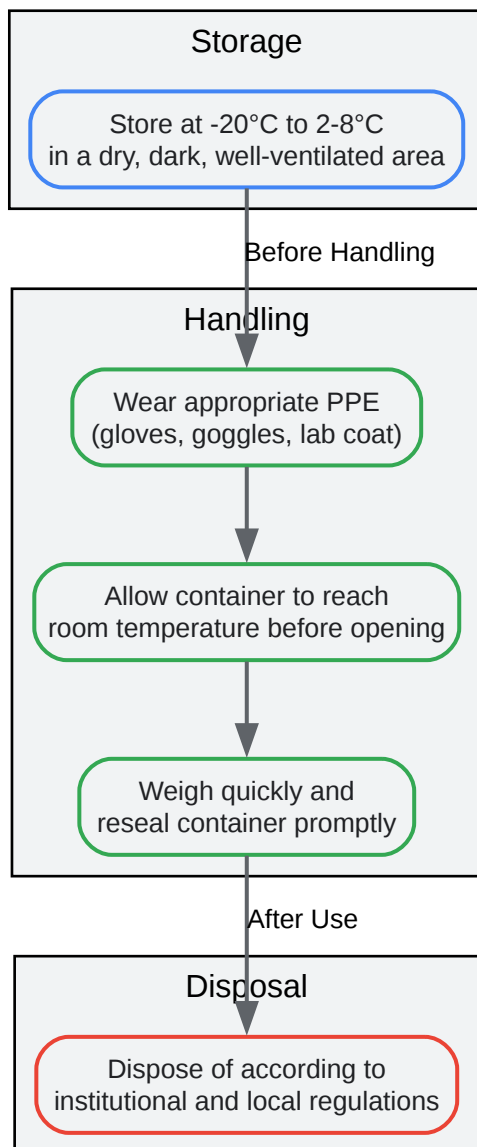 Storage
Store at -20°C to 2-8°C
in a dry, dark, well-ventilated area
Before Handling
Handling
Wear appropriate PPE
(gloves, goggles, lab coat)
Allow container to reach
room temperature before opening
Weigh quickly and
reseal container promptly
After Use
Disposal
Dispose of according to
institutional and local regulations